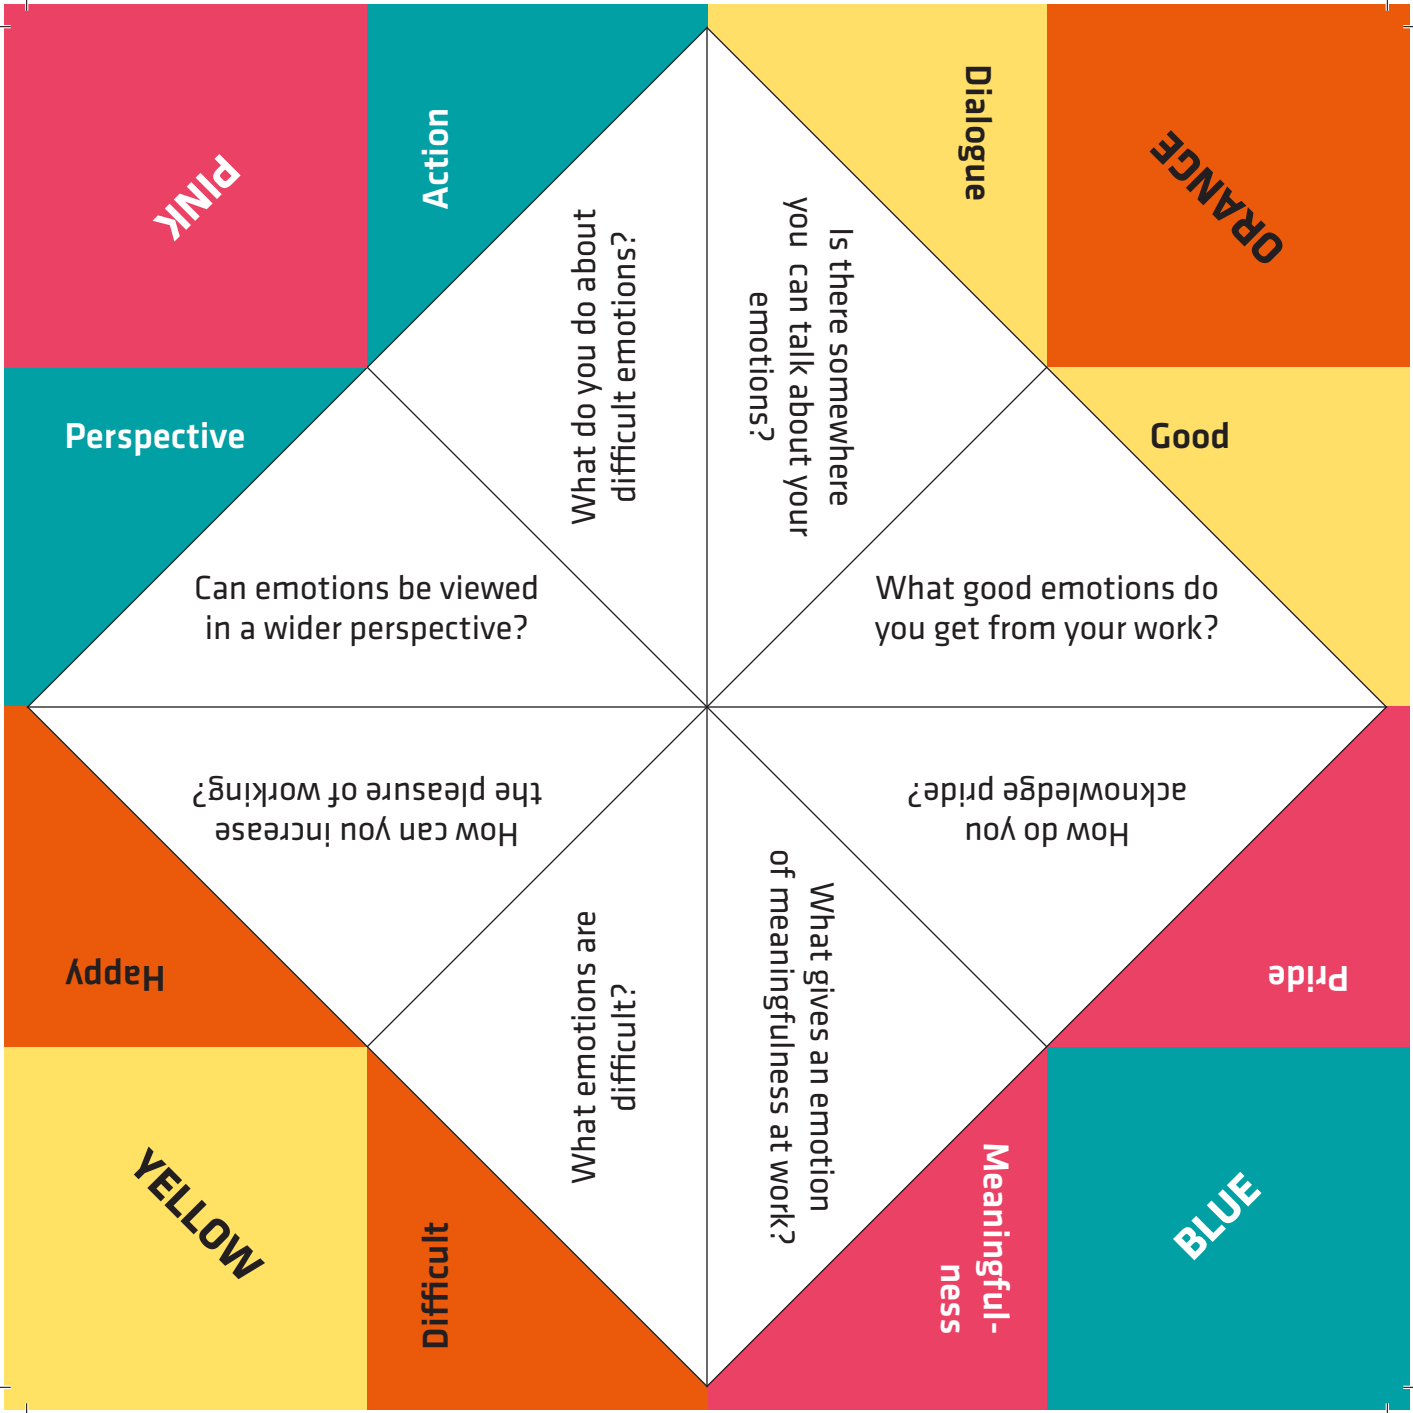 PINK
Action
Dialogue
ORANGE
What do you do about
difficult emotions?
Is there somewhere
you can talk about your
emotions?
Perspective
Good
Can emotions be viewed
in a wider perspective?
What good emotions do
you get from your work?
How can you increase
the pleasure of working?
How do you
acknowledge pride?
Happy
Pride
What emotions are
difficult?
What gives an emotion
of meaningfulness at work?
YELLOW
Difficult
Meaningful-
ness
BLUE